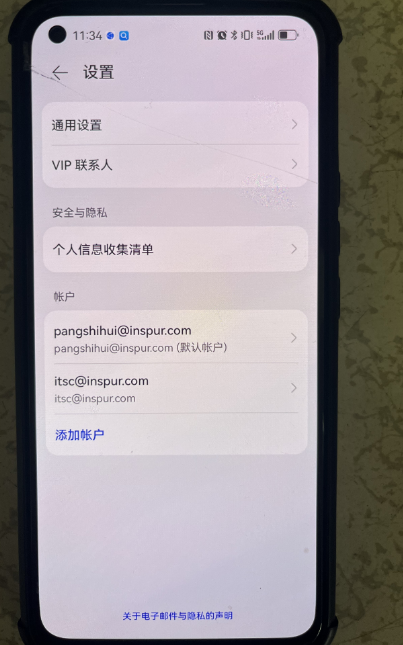 11:34
← 设置
通用设置
VIP 联系人
安全与隐私
个人信息收集清单
帐户
pangshihui@inspur.com
pangshihui@inspur.com (默认帐户)
itsc@inspur.com
itsc@inspur.com
添加帐户
关于电子邮件与隐私的声明